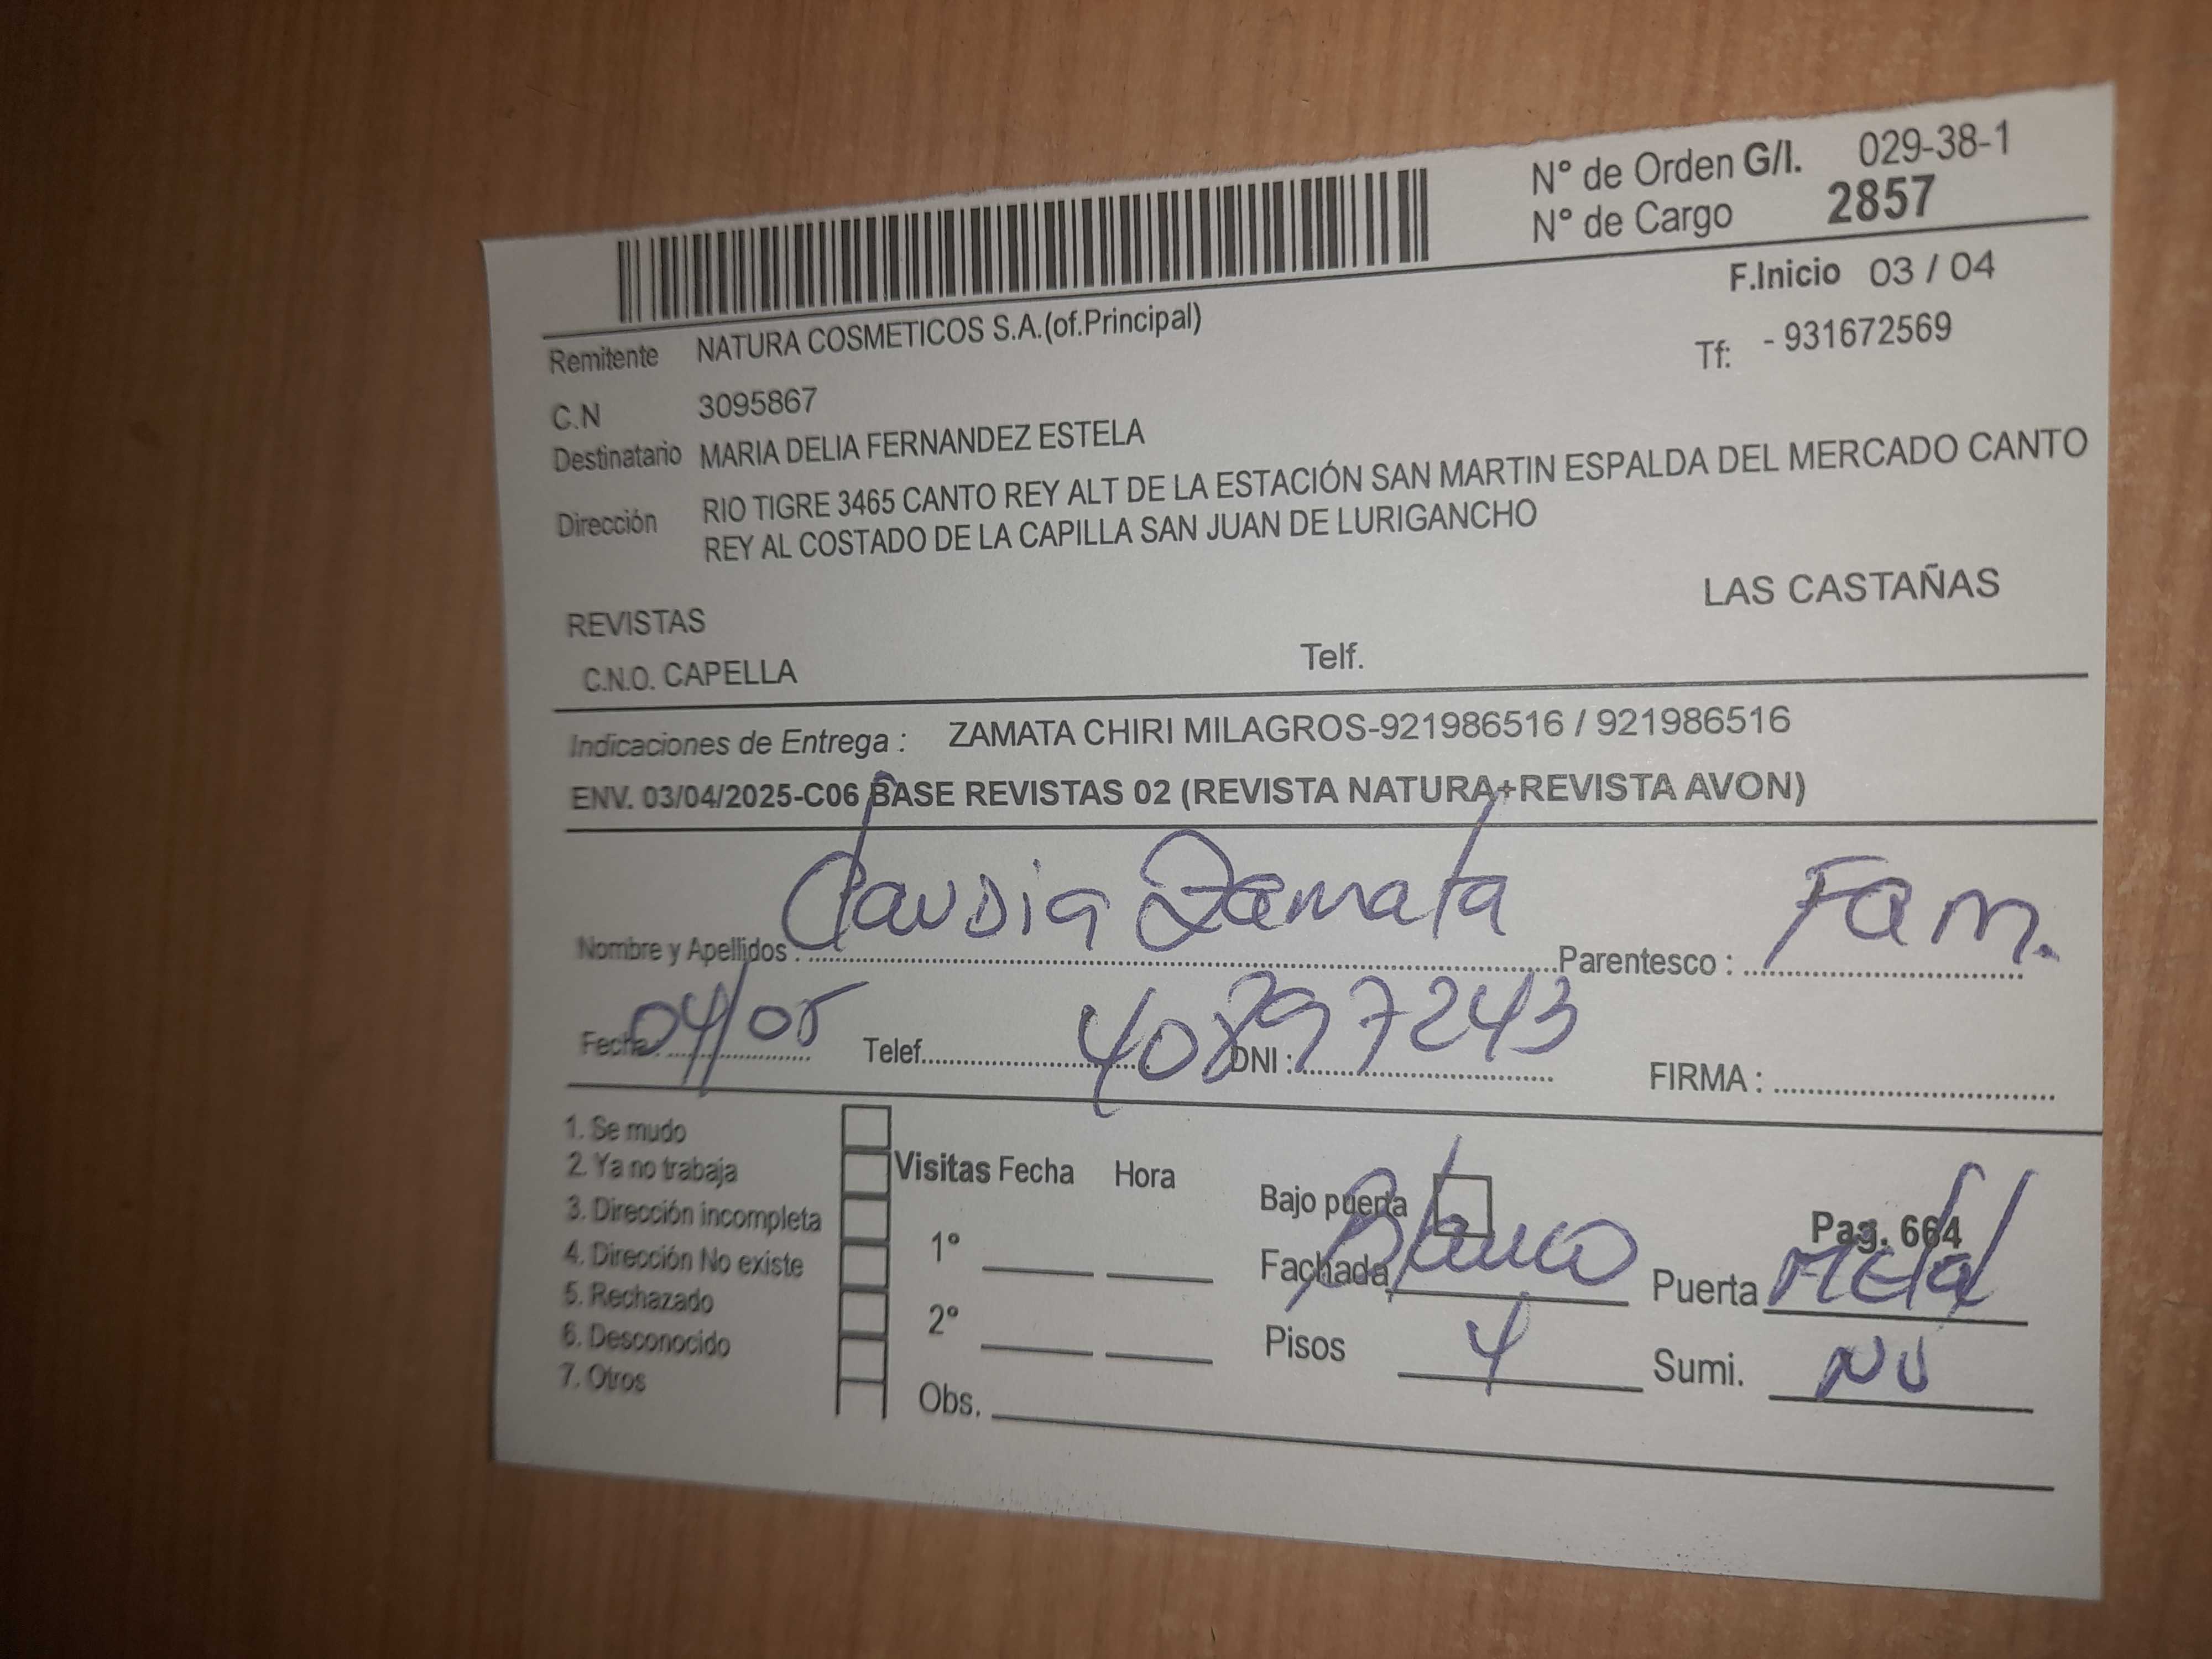 N° de Orden G/I. 029-38-1
N° de Cargo 2857
F.Inicio 03 / 04
Remitente NATURA COSMETICOS S.A.(of.Principal)
Tf: - 931672569
C.N 3095867
Destinatario MARIA DELIA FERNANDEZ ESTELA
Dirección RIO TIGRE 3465 CANTO REY ALT DE LA ESTACIÓN SAN MARTIN ESPALDA DEL MERCADO CANTO
REY AL COSTADO DE LA CAPILLA SAN JUAN DE LURIGANCHO
LAS CASTAÑAS
REVISTAS
C.N.O. CAPELLA Telf.
Indicaciones de Entrega : ZAMATA CHIRI MILAGROS-921986516 / 921986516
ENV. 03/04/2025-C06 BASE REVISTAS 02 (REVISTA NATURA+REVISTA AVON)
Nombre y Apellidos : Claudia Zamata Parentesco : Fam.
Fecha : 04/05 Telef. DNI : 40897243 FIRMA :
1. Se mudo
2. Ya no trabaja
3. Dirección incompleta
4. Dirección No existe
5. Rechazado
6. Desconocido
7. Otros
Visitas Fecha Hora
1°
2°
Obs.
Bajo puerta Pag. 664
Fachada Blanco Puerta Metal
Pisos 4 Sumi. NO